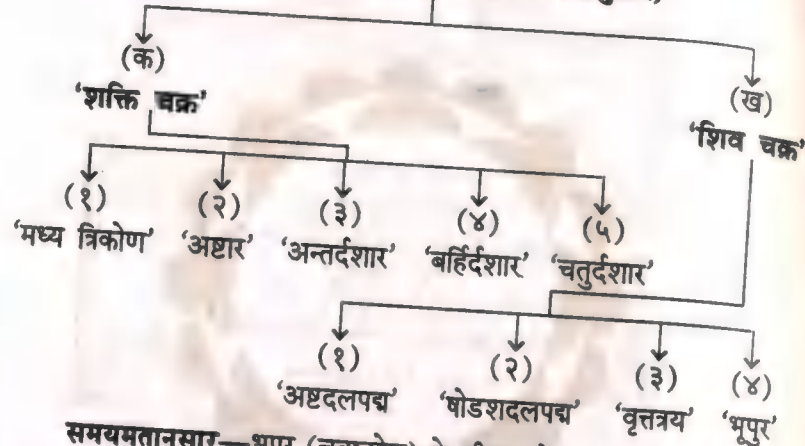 (क)
'शक्ति चक्र'
(ख)
'शिव चक्र'
(१) (२) (३) (४) (५)
'मध्य त्रिकोण' 'अष्टार' 'अन्तर्दशार' 'बर्हिर्दशार' 'चतुर्दशार'
(१) (२) (३) (४)
'अष्टदलपद्म' 'षोडशदलपद्म' 'वृत्तत्रय' 'भूपुर'
समयमतानुसार—भूपुर